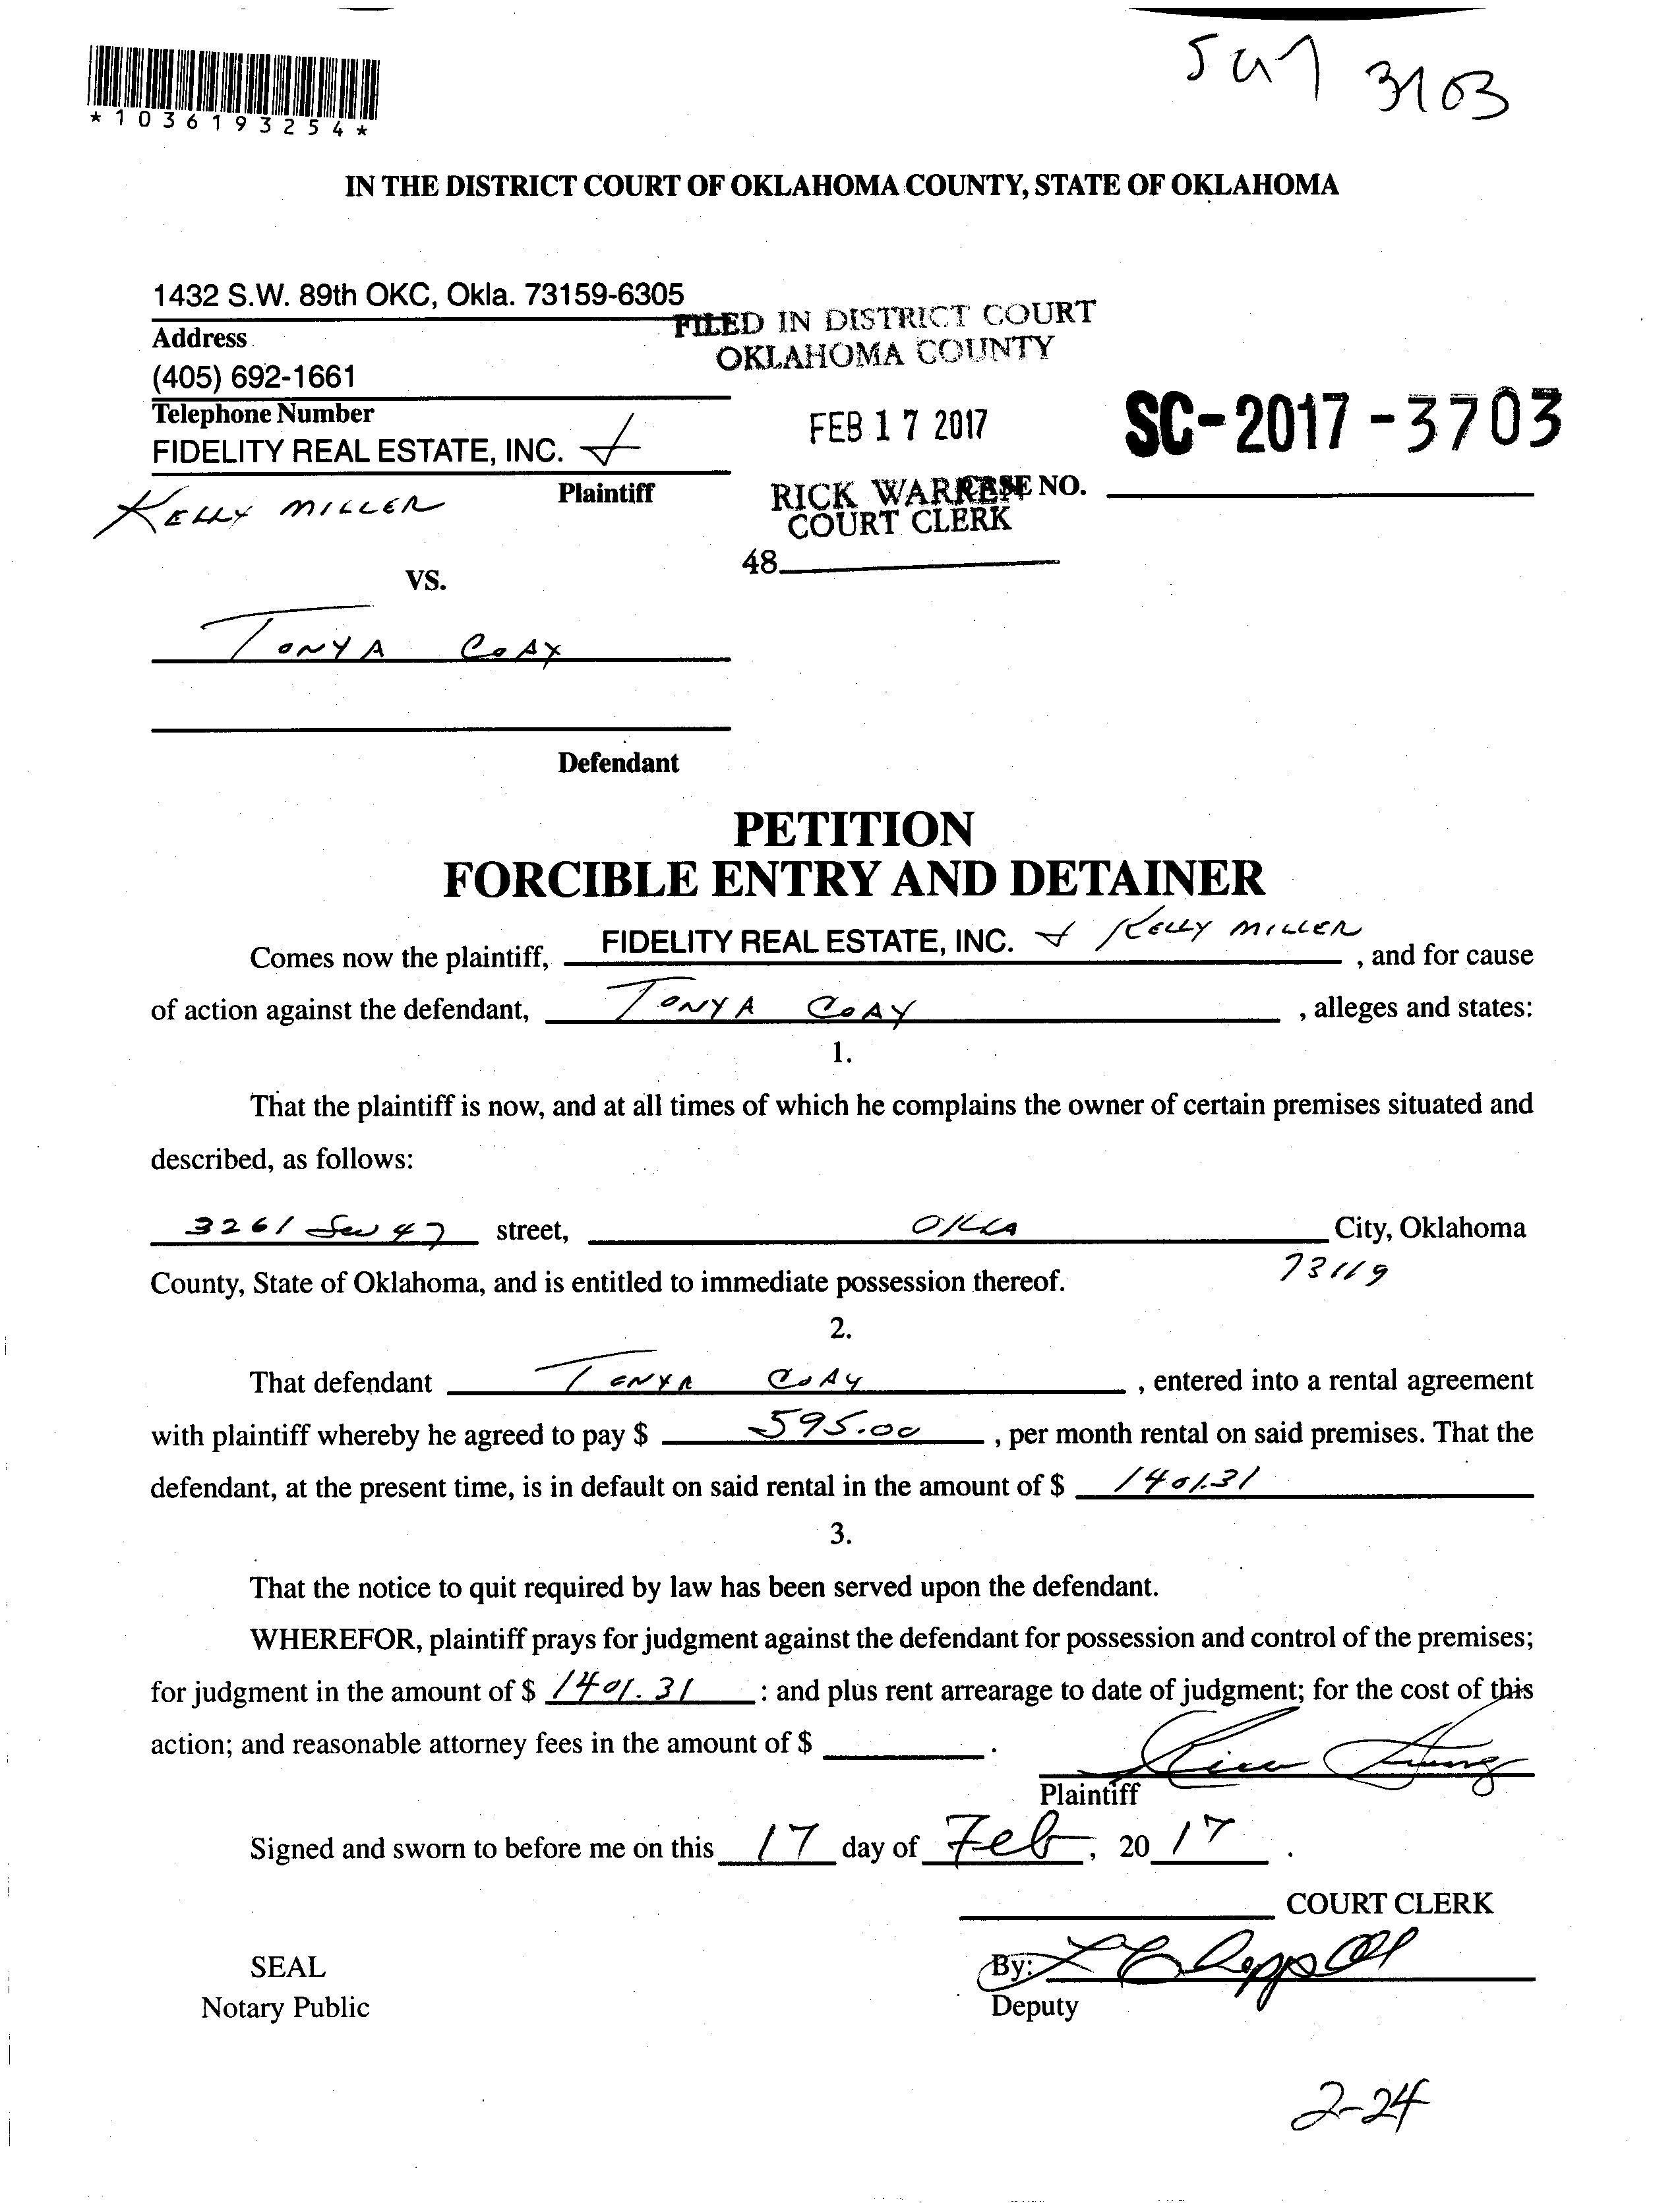 3103
*1036193254*
IN THE DISTRICT COURT OF OKLAHOMA COUNTY, STATE OF OKLAHOMA
1432 S.W. 89th OKC, Okla. 73159-6305
Address
(405) 692-1661
Telephone Number
FIDELITY REAL ESTATE, INC. &
Plaintiff
KELLY MILLER
FILED IN DISTRICT COURT
OKLAHOMA COUNTY
FEB 17 2017
RICK WARREN
COURT CLERK
48
SC-2017-3703
CASE NO.
VS.
TONYA COAY
Defendant
PETITION
FORCIBLE ENTRY AND DETAINER
Comes now the plaintiff, FIDELITY REAL ESTATE, INC. & KELLY MILLER , and for cause
of action against the defendant, TONYA COAY , alleges and states:
1.
That the plaintiff is now, and at all times of which he complains the owner of certain premises situated and
described, as follows:
3261 SW 47 street, OKLA City, Oklahoma
73119
County, State of Oklahoma, and is entitled to immediate possession thereof.
2.
That defendant TONYA COAY , entered into a rental agreement
with plaintiff whereby he agreed to pay $ 595.00 , per month rental on said premises. That the
defendant, at the present time, is in default on said rental in the amount of $ 1401.31
3.
That the notice to quit required by law has been served upon the defendant.
WHEREFOR, plaintiff prays for judgment against the defendant for possession and control of the premises;
for judgment in the amount of $ 1401.31 : and plus rent arrearage to date of judgment; for the cost of this
action; and reasonable attorney fees in the amount of $ .
Plaintiff
Signed and sworn to before me on this 17 day of Feb, 20 17 .
COURT CLERK
SEAL
By:
Notary Public
Deputy
2-24